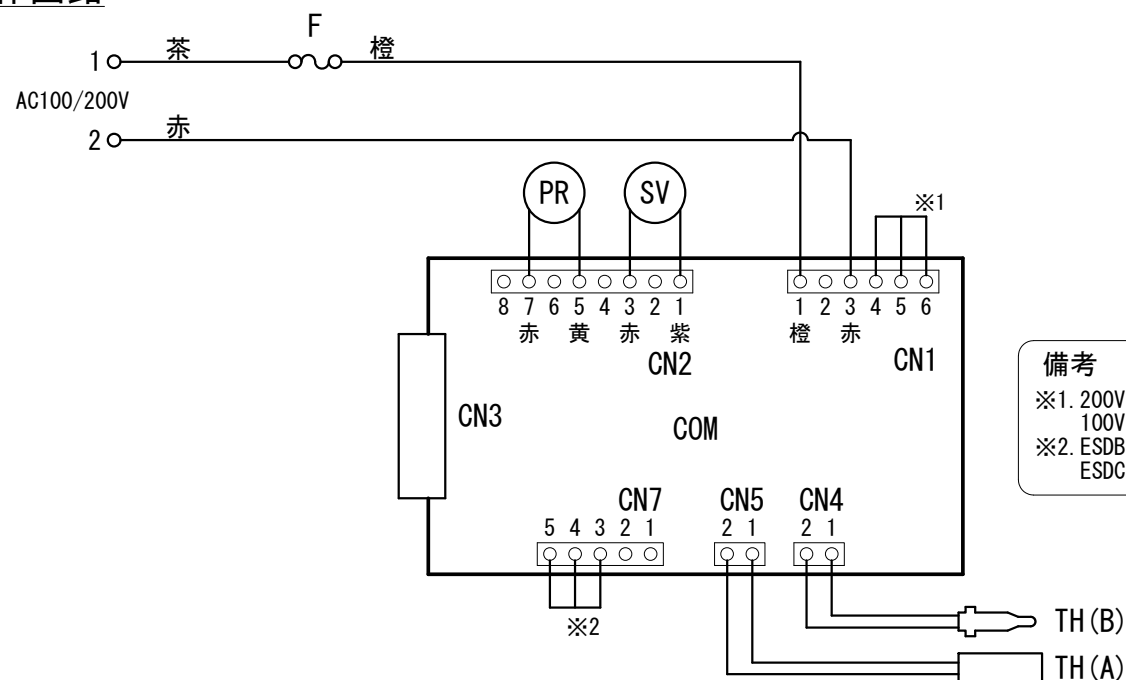 作回路
F
1 茶 橙
AC100/200V
2 赤
PR SV ※1
8 7 6 5 4 3 2 1 1 2 3 4 5 6
赤 黄 赤 紫 橙 赤
CN2 CN1
備考
※1.200V
100V
※2.ESDB
ESDC
CN3 COM
CN7 CN5 CN4
5 4 3 2 1 2 1 2 1
※2
TH(B)
TH(A)